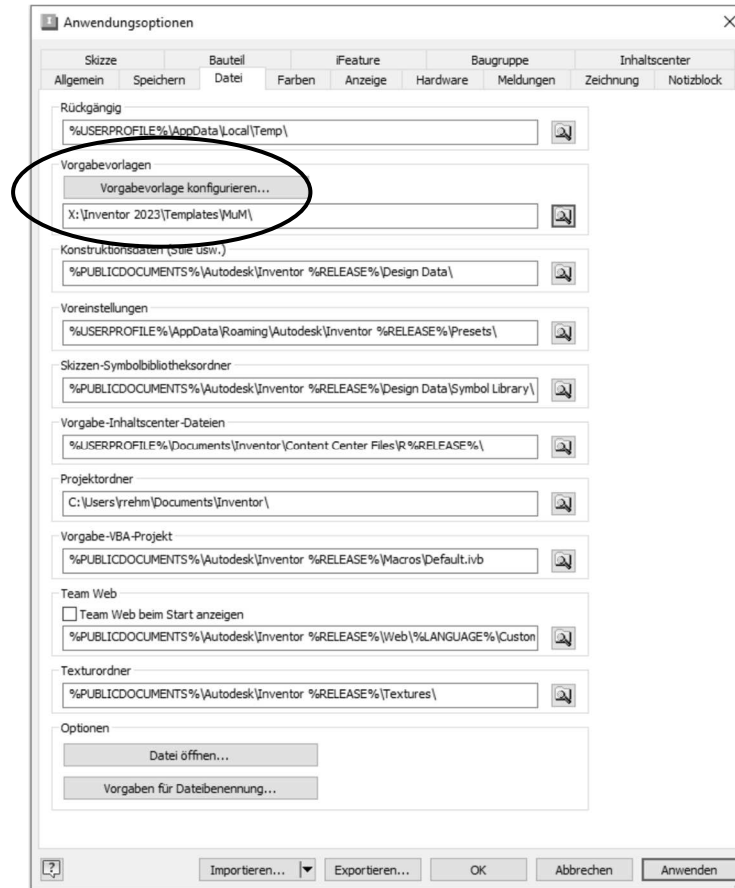 Anwendungsoptionen
Skizze Bauteil iFeature Baugruppe Inhaltscenter
Allgemein Speichern Datei Farben Anzeige Hardware Meldungen Zeichnung Notizblock
Rückgängig
%USERPROFILE%\AppData\Local\Temp\
Vorgabevorlagen
Vorgabevorlage konfigurieren...
X:\Inventor 2023\Templates\MuM\
Konstruktionsdaten (Stile usw.)
%PUBLICDOCUMENTS%\Autodesk\Inventor %RELEASE%\Design Data\
Voreinstellungen
%USERPROFILE%\AppData\Roaming\Autodesk\Inventor %RELEASE%\Presets\
Skizzen-Symbolbibliotheksordner
%PUBLICDOCUMENTS%\Autodesk\Inventor %RELEASE%\Design Data\Symbol Library\
Vorgabe-Inhaltscenter-Dateien
%USERPROFILE%\Documents\Inventor\Content Center Files\R%RELEASE%\
Projektordner
C:\Users\rrehm\Documents\Inventor\
Vorgabe-VBA-Projekt
%PUBLICDOCUMENTS%\Autodesk\Inventor %RELEASE%\Macros\Default.ivb
Team Web
Team Web beim Start anzeigen
%PUBLICDOCUMENTS%\Autodesk\Inventor %RELEASE%\Web\%LANGUAGE%\Custom
Texturordner
%PUBLICDOCUMENTS%\Autodesk\Inventor %RELEASE%\Textures\
Optionen
Datei öffnen...
Vorgaben für Dateibenennung...
Importieren... Exportieren... OK Abbrechen Anwenden